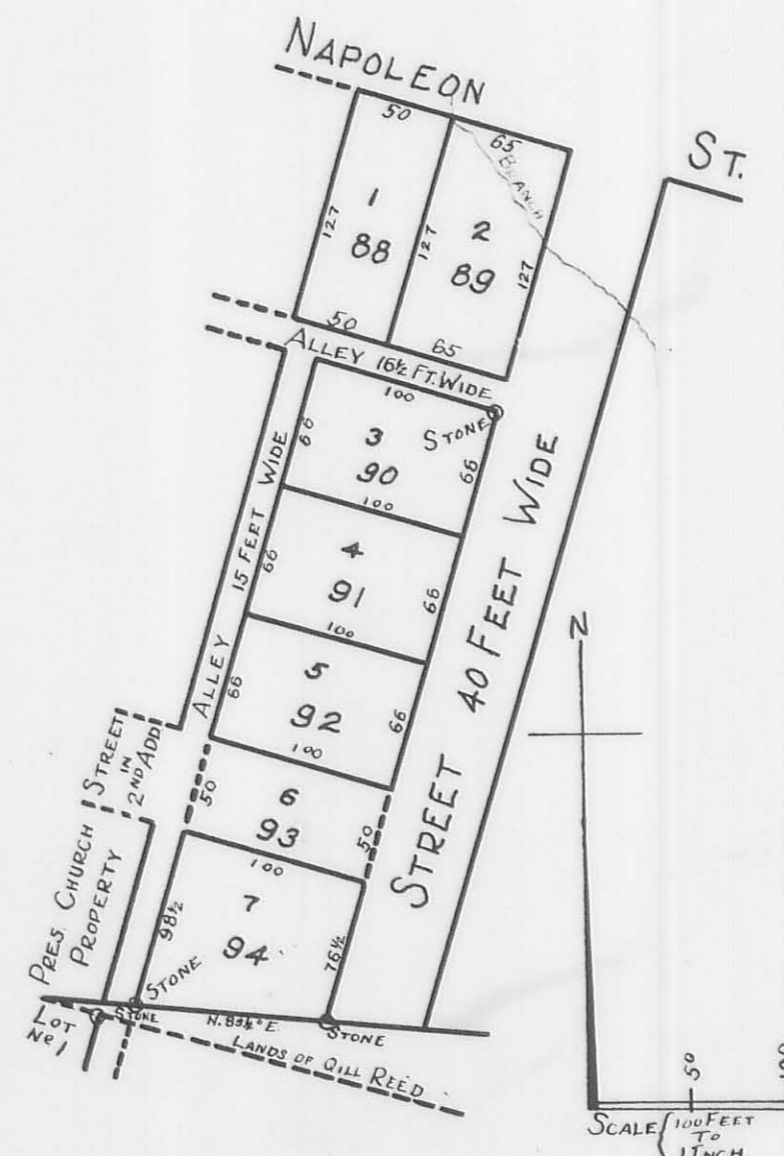 NAPOLEON
ST.
50
65
BRANCH
1
88
127
127
2
89
127
50
65
ALLEY 16½ FT. WIDE
100
STONE
66
3
90
66
100
66
4
91
66
100
66
5
92
66
100
50
6
93
50
100
98½
7
94
76½
ALLEY 15 FEET WIDE
STREET 40 FEET WIDE
STREET
IN
2ND ADD.
PRES. CHURCH
PROPERTY
STONE
STONE
STONE
LOT
No 1
LANDS OF QILL REED
N
50
100
SCALE { 100 FEET
TO
1 INCH